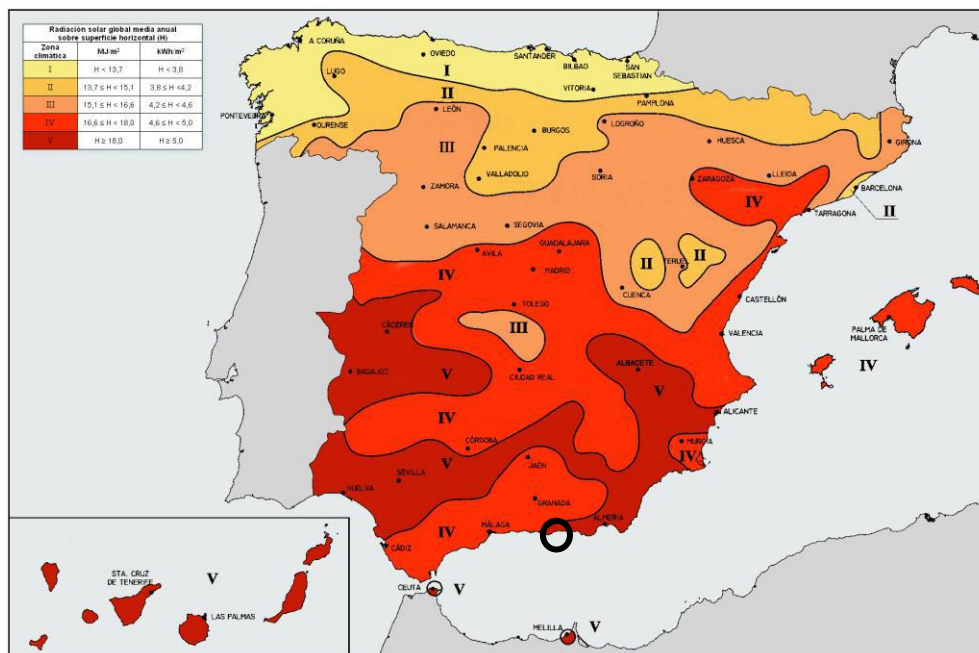 Radiación solar global media anual
sobre superficie horizontal (H)
Zona climática MJ/m² kWh/m²
I H < 13,7 H < 3,8
II 13,7 ≤ H < 15,1 3,8 ≤ H <4,2
III 15,1 ≤ H < 16,6 4,2 ≤ H < 4,6
IV 16,6 ≤ H < 18,0 4,6 ≤ H < 5,0
V H ≥ 18,0 H ≥ 5,0
A CORUÑA
OVIEDO
SANTANDER
BILBAO
SAN
SEBASTIAN
I
LUGO
VITORIA
II
PAMPLONA
PONTEVEDRA
OURENSE
LEÓN
BURGOS
LOGROÑO
HUESCA
GIRONA
III
PALENCIA
VALLADOLID
ZAMORA
SORIA
ZARAGOZA
LLEIDA
BARCELONA
IV
II
TARRAGONA
SALAMANCA
SEGOVIA
GUADALAJARA
AVILA
IV
MADRID
II
II
TERUEL
CUENCA
TOLEDO
CASTELLÓN
III
CÁCERES
VALENCIA
PALMA DE
MALLORCA
IV
BADAJOZ
V
CIUDAD REAL
ALBACETE
V
IV
ALICANTE
CÓRDOBA
MURCIA
IV
V
JAÉN
SEVILLA
HUELVA
GRANADA
ALMERIA
MÁLAGA
IV
CÁDIZ
CEUTA
V
MELILLA
V
STA. CRUZ
DE TENERIFE
V
LAS PALMAS